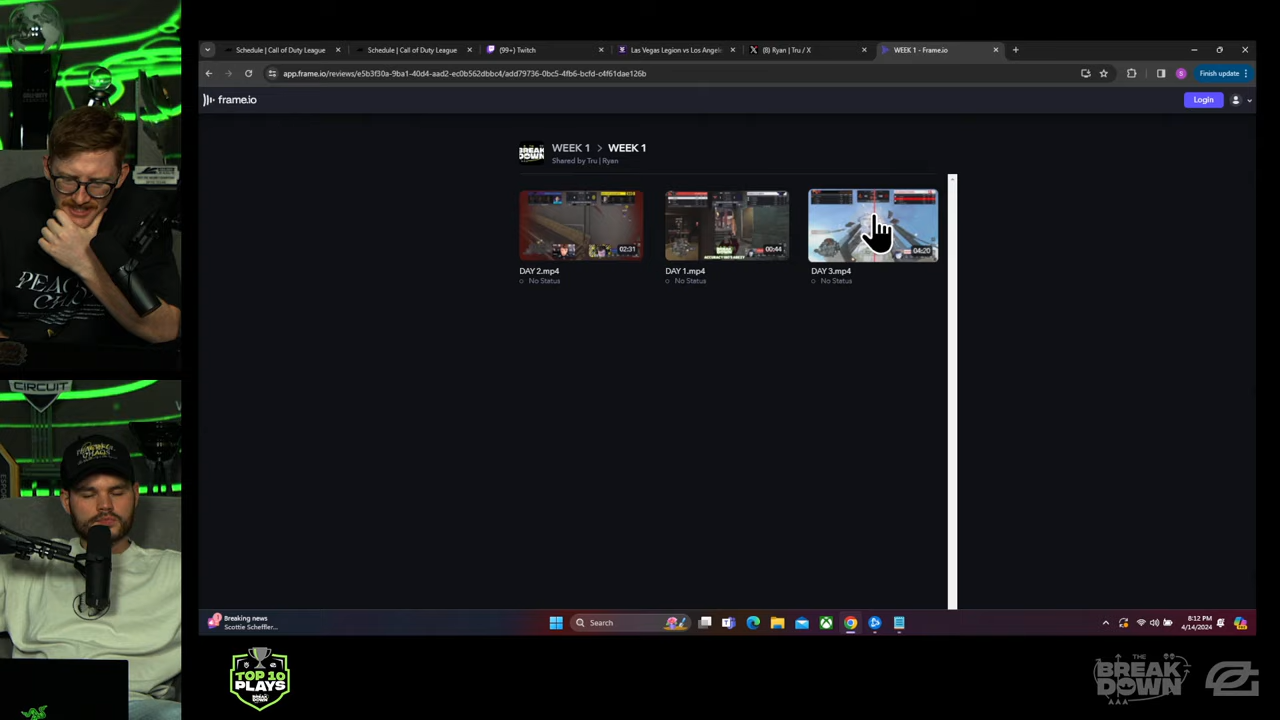 Schedule | Call of Duty League
Schedule | Call of Duty League
(99+) Twitch
Las Vegas Legion vs Los Angele
(8) Ryan | Tru / X
WEEK 1 - Frame.io
app.frame.io/reviews/e5b3f30a-9ba1-40d4-aad2-ec0b562dbbc4/add79736-0bc5-4fb6-bcfd-c4f61dae126b
Finish update
frame.io
Login
BREAK DOWN
WEEK 1 > WEEK 1
Shared by Tru | Ryan
02:31
00:44
04:20
DAY 2.mp4
DAY 1.mp4
DAY 3.mp4
No Status
No Status
No Status
PEACE
CIRCUIT
Breaking news
Scottie Scheffler...
Search
8:12 PM
4/14/2024
TOP 10
PLAYS
THE
BREAK
DOWN